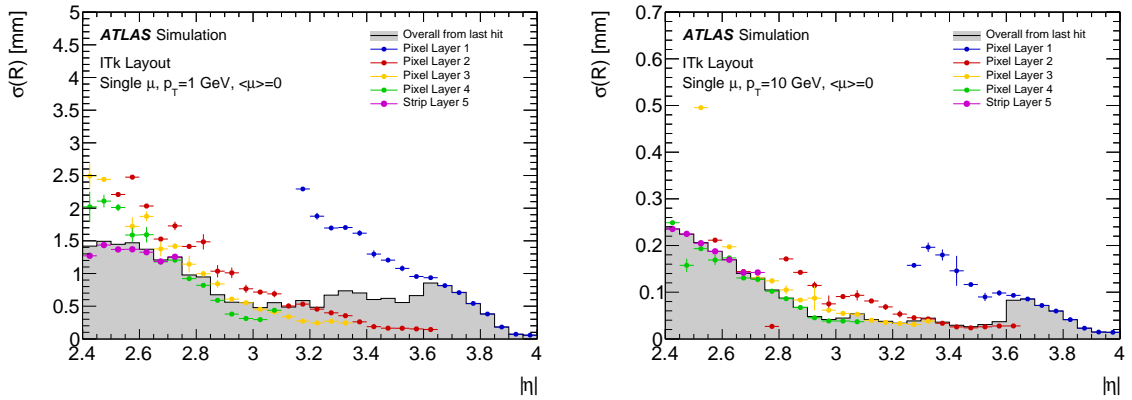 σ(R) [mm]
5
4.5
4
3.5
3
2.5
2
1.5
1
0.5
0
2.4 2.6 2.8 3 3.2 3.4 3.6 3.8 4
|η|
ATLAS Simulation
ITk Layout
Single μ, p_T=1 GeV, <μ>=0
Overall from last hit
Pixel Layer 1
Pixel Layer 2
Pixel Layer 3
Pixel Layer 4
Strip Layer 5
σ(R) [mm]
0.7
0.6
0.5
0.4
0.3
0.2
0.1
0
2.4 2.6 2.8 3 3.2 3.4 3.6 3.8 4
|η|
ATLAS Simulation
ITk Layout
Single μ, p_T=10 GeV, <μ>=0
Overall from last hit
Pixel Layer 1
Pixel Layer 2
Pixel Layer 3
Pixel Layer 4
Strip Layer 5